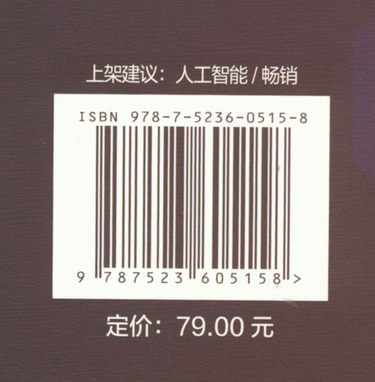 上架建议：人工智能 / 畅销
ISBN 978-7-5236-0515-8
9 787523 605158 >
定价：79.00 元